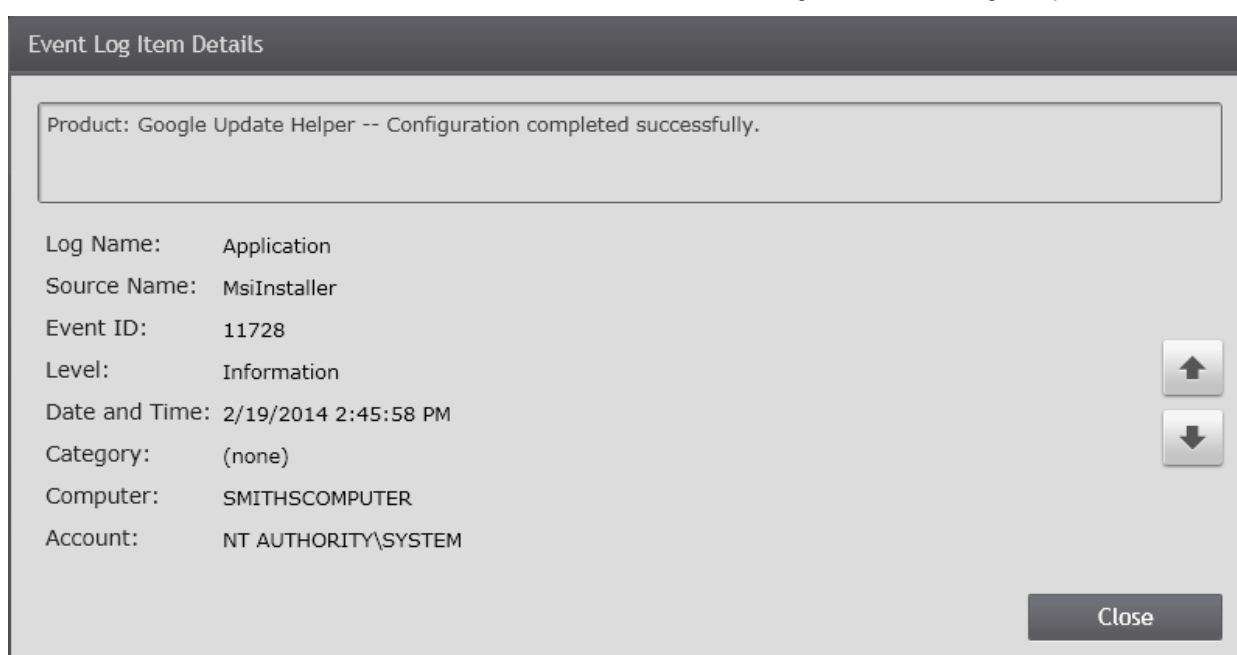 Event Log Item Details
Product: Google Update Helper -- Configuration completed successfully.
Log Name: Application
Source Name: MsiInstaller
Event ID: 11728
Level: Information
Date and Time: 2/19/2014 2:45:58 PM
Category: (none)
Computer: SMITHSCOMPUTER
Account: NT AUTHORITY\SYSTEM
Close